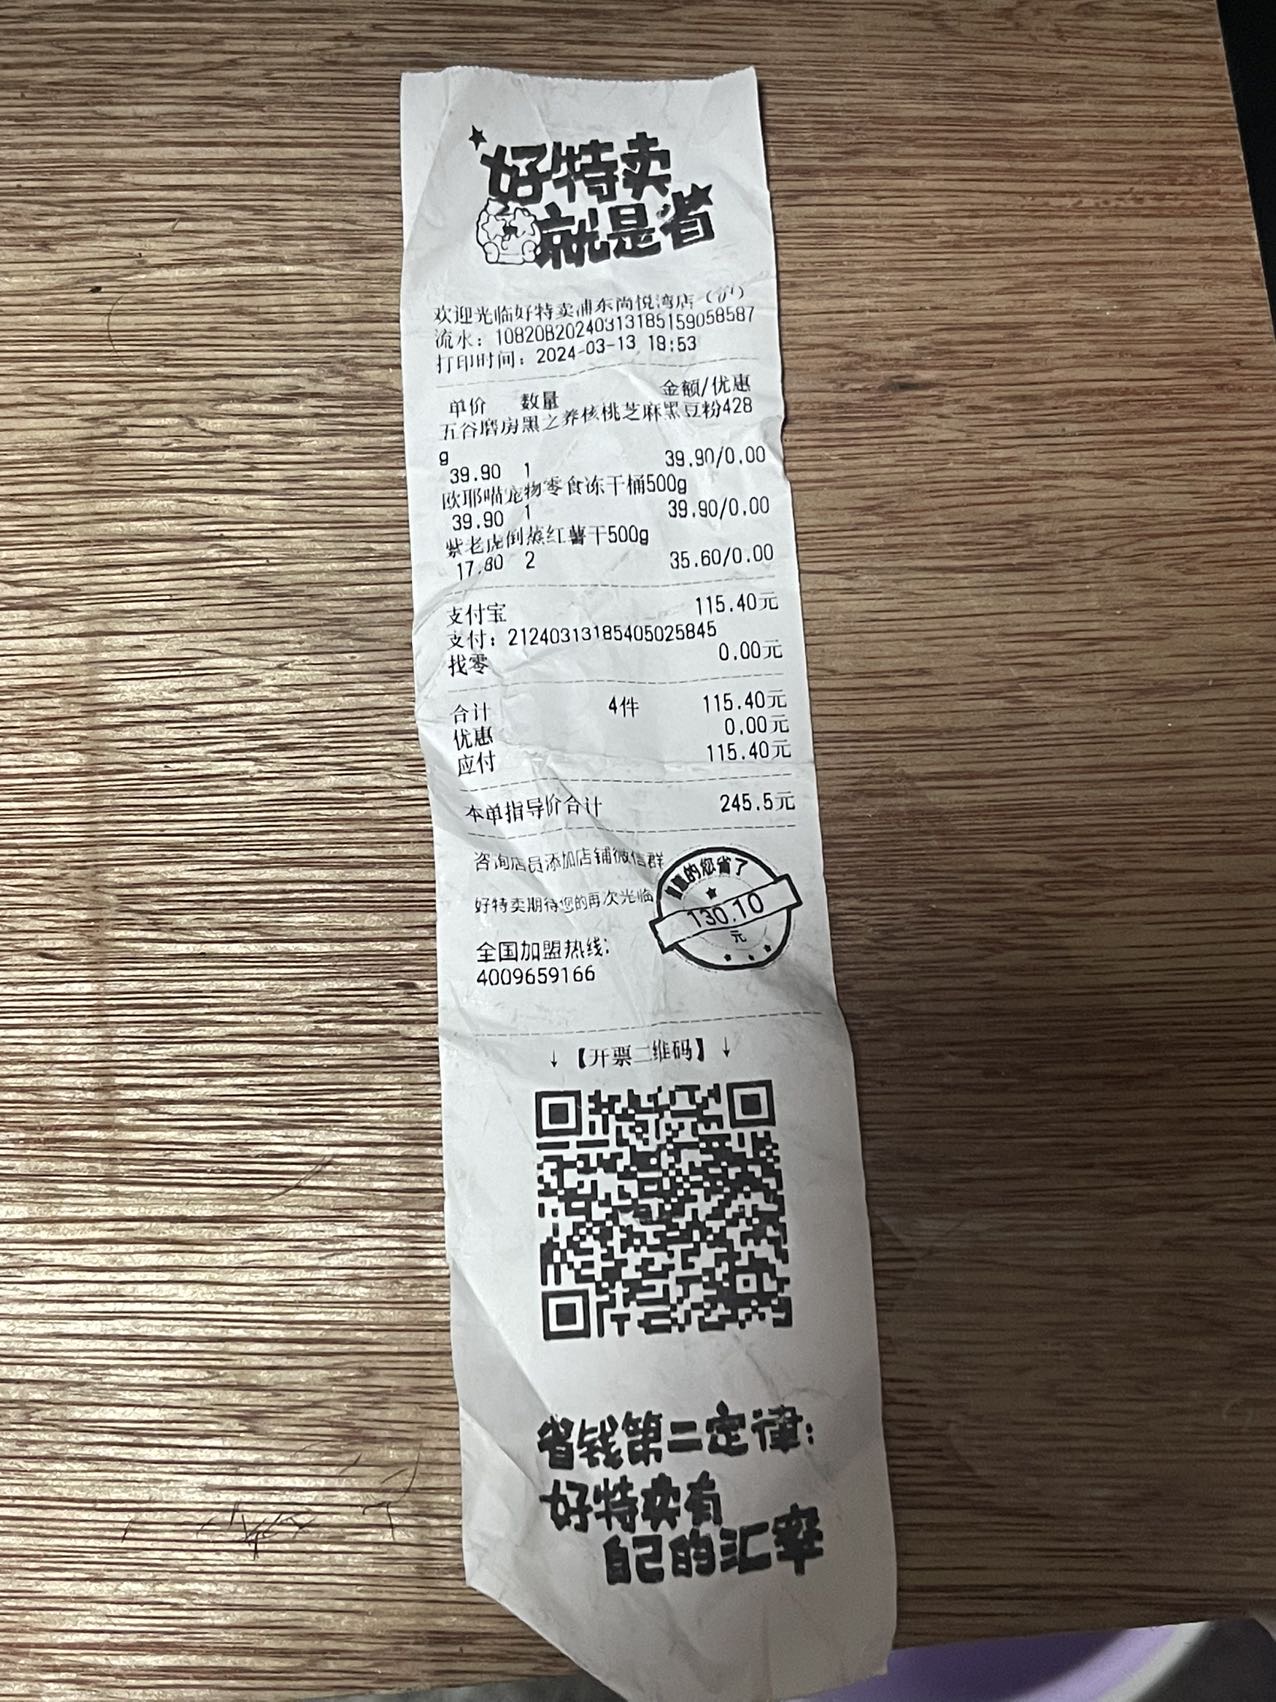 好特卖
就是省
欢迎光临好特卖浦东尚悦湾店（沪）
流水：10820B20240313185159058587
打印时间：2024-03-13 18:53
单价 数量 金额/优惠
五谷磨房黑之养核桃芝麻黑豆粉428
g
39.90 1 39.90/0.00
欧耶喵宠物零食冻干桶500g
39.90 1 39.90/0.00
紫老虎倒蒸红薯干500g
17.80 2 35.60/0.00
支付宝 115.40元
支付：21240313185405025845
找零 0.00元
合计 4件 115.40元
优惠 0.00元
应付 115.40元
本单指导价合计 245.5元
咨询店员添加店铺微信群
好特卖期待您的再次光临
的您省了
130.10
元
全国加盟热线：
4009659166
↓【开票二维码】↓
省钱第二定律：
好特卖有
自己的汇率